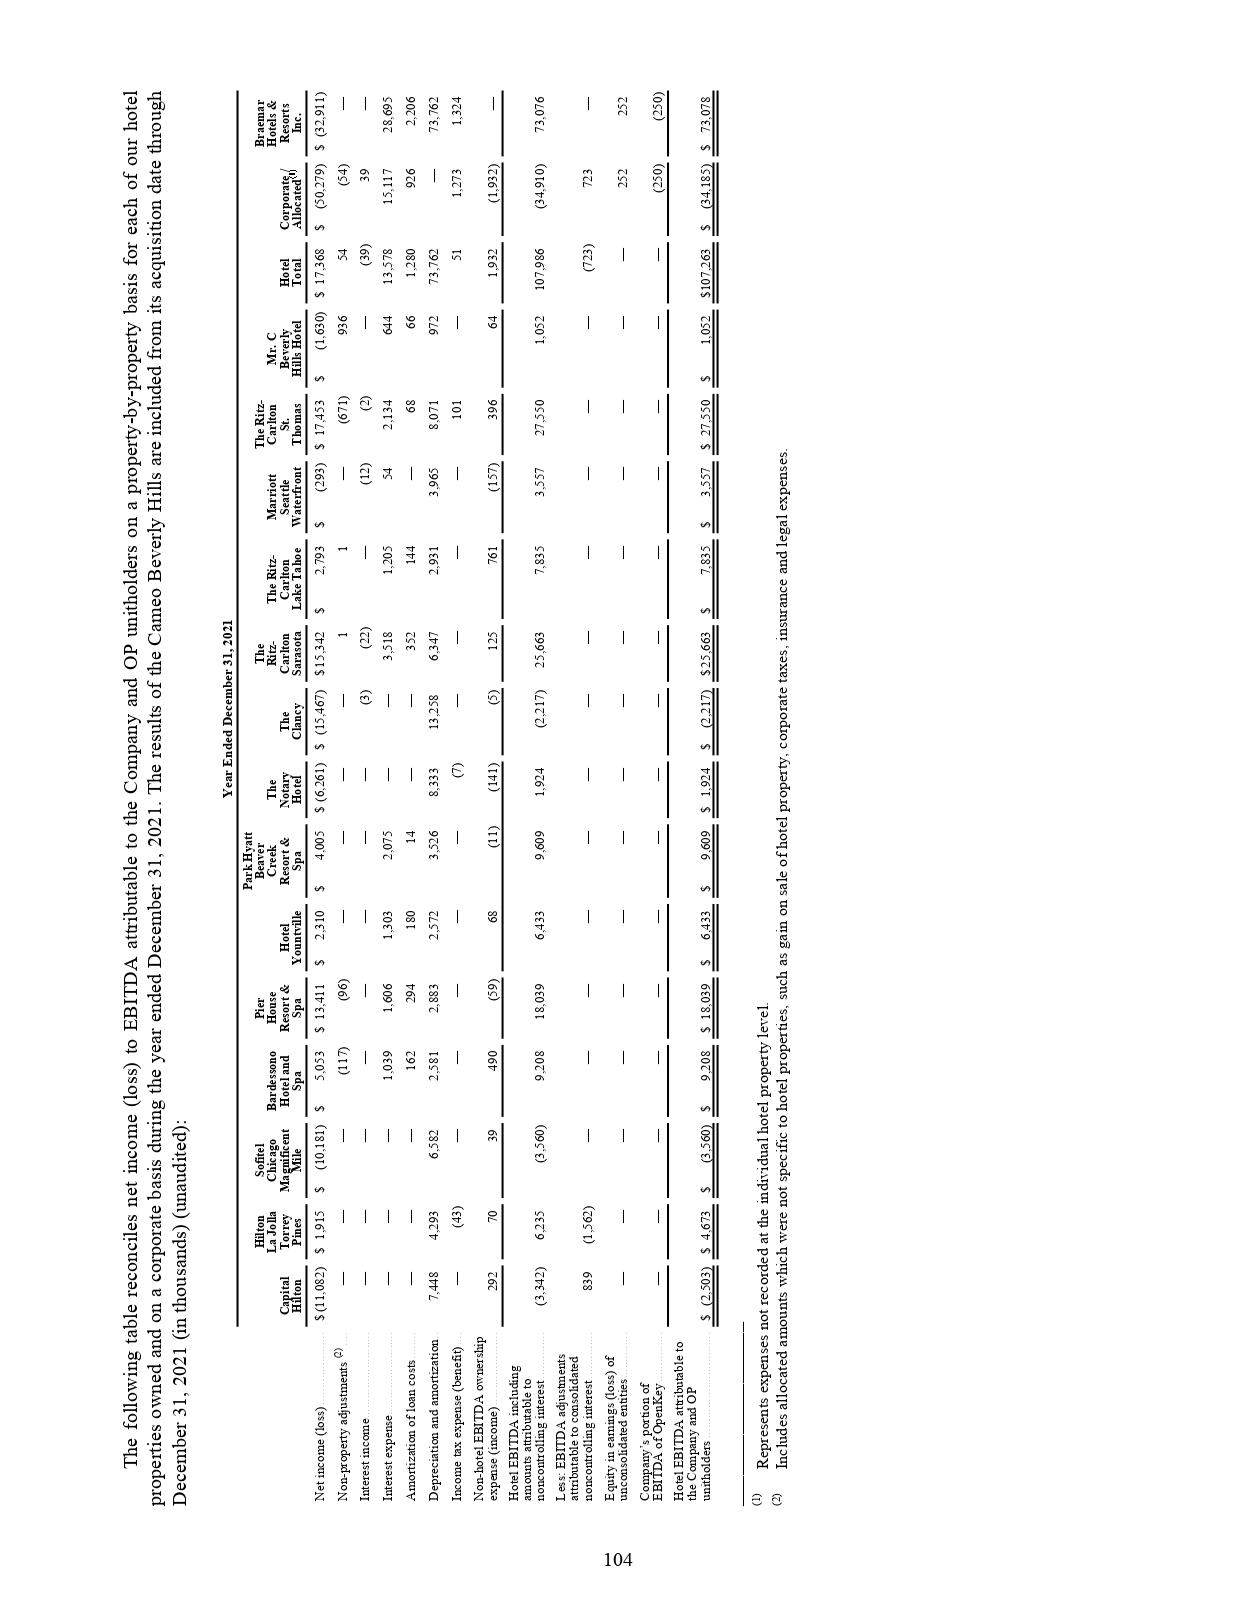 The following table reconciles net income (loss) to EBITDA attributable to the Company and OP unitholders on a property-by-property basis for each of our hotel
properties owned and on a corporate basis during the year ended December 31, 2021. The results of the Cameo Beverly Hills are included from its acquisition date through
December 31, 2021 (in thousands) (unaudited):
Year Ended December 31, 2021
Capital Hilton | Hilton La Jolla Torrey Pines | Sofitel Chicago Magnificent Mile | Bardessono Hotel and Spa | Pier House Resort & Spa | Hotel Yountville | Park Hyatt Beaver Creek Resort & Spa | The Notary Hotel | The Clancy | The Ritz-Carlton Sarasota | The Ritz-Carlton Lake Tahoe | Marriott Seattle Waterfront | The Ritz-Carlton St. Thomas | Mr. C Beverly Hills Hotel | Hotel Total | Corporate / Allocated(1) | Braemar Hotels & Resorts Inc.
Net income (loss) $ (11,082) $ 1,915 $ (10,181) $ 5,053 $ 13,411 $ 2,310 $ 4,005 $ (6,261) $ (15,467) $ 15,342 $ 2,793 $ (293) $ 17,453 $ (1,630) $ 17,368 $ (50,279) $ (32,911)
Non-property adjustments (2) — — — (117) (96) — — — — 1 1 — (671) 936 54 (54) —
Interest income — — — — — — — — (3) (22) — (12) (2) — (39) 39 —
Interest expense — — — 1,039 1,606 1,303 2,075 — — 3,518 1,205 54 2,134 644 13,578 15,117 28,695
Amortization of loan costs — — — 162 294 180 14 — — 352 144 — 68 66 1,280 926 2,206
Depreciation and amortization 7,448 4,293 6,582 2,581 2,883 2,572 3,526 8,333 13,258 6,347 2,931 3,965 8,071 972 73,762 — 73,762
Income tax expense (benefit) — (43) — — — — — (7) — — — — 101 — 51 1,273 1,324
Non-hotel EBITDA ownership
expense (income) 292 70 39 490 (59) 68 (11) (141) (5) 125 761 (157) 396 64 1,932 (1,932) —
Hotel EBITDA including
amounts attributable to
noncontrolling interest (3,342) 6,235 (3,560) 9,208 18,039 6,433 9,609 1,924 (2,217) 25,663 7,835 3,557 27,550 1,052 107,986 (34,910) 73,076
Less: EBITDA adjustments
attributable to consolidated
noncontrolling interest 839 (1,562) — — — — — — — — — — — — (723) 723 —
Equity in earnings (loss) of
unconsolidated entities — — — — — — — — — — — — — — — 252 252
Company's portion of
EBITDA of OpenKey — — — — — — — — — — — — — — — (250) (250)
Hotel EBITDA attributable to
the Company and OP
unitholders $ (2,503) $ 4,673 $ (3,560) $ 9,208 $ 18,039 $ 6,433 $ 9,609 $ 1,924 $ (2,217) $ 25,663 $ 7,835 $ 3,557 $ 27,550 $ 1,052 $107,263 $ (34,185) $ 73,078
(1) Represents expenses not recorded at the individual hotel property level.
(2) Includes allocated amounts which were not specific to hotel properties, such as gain on sale of hotel property, corporate taxes, insurance and legal expenses.
104